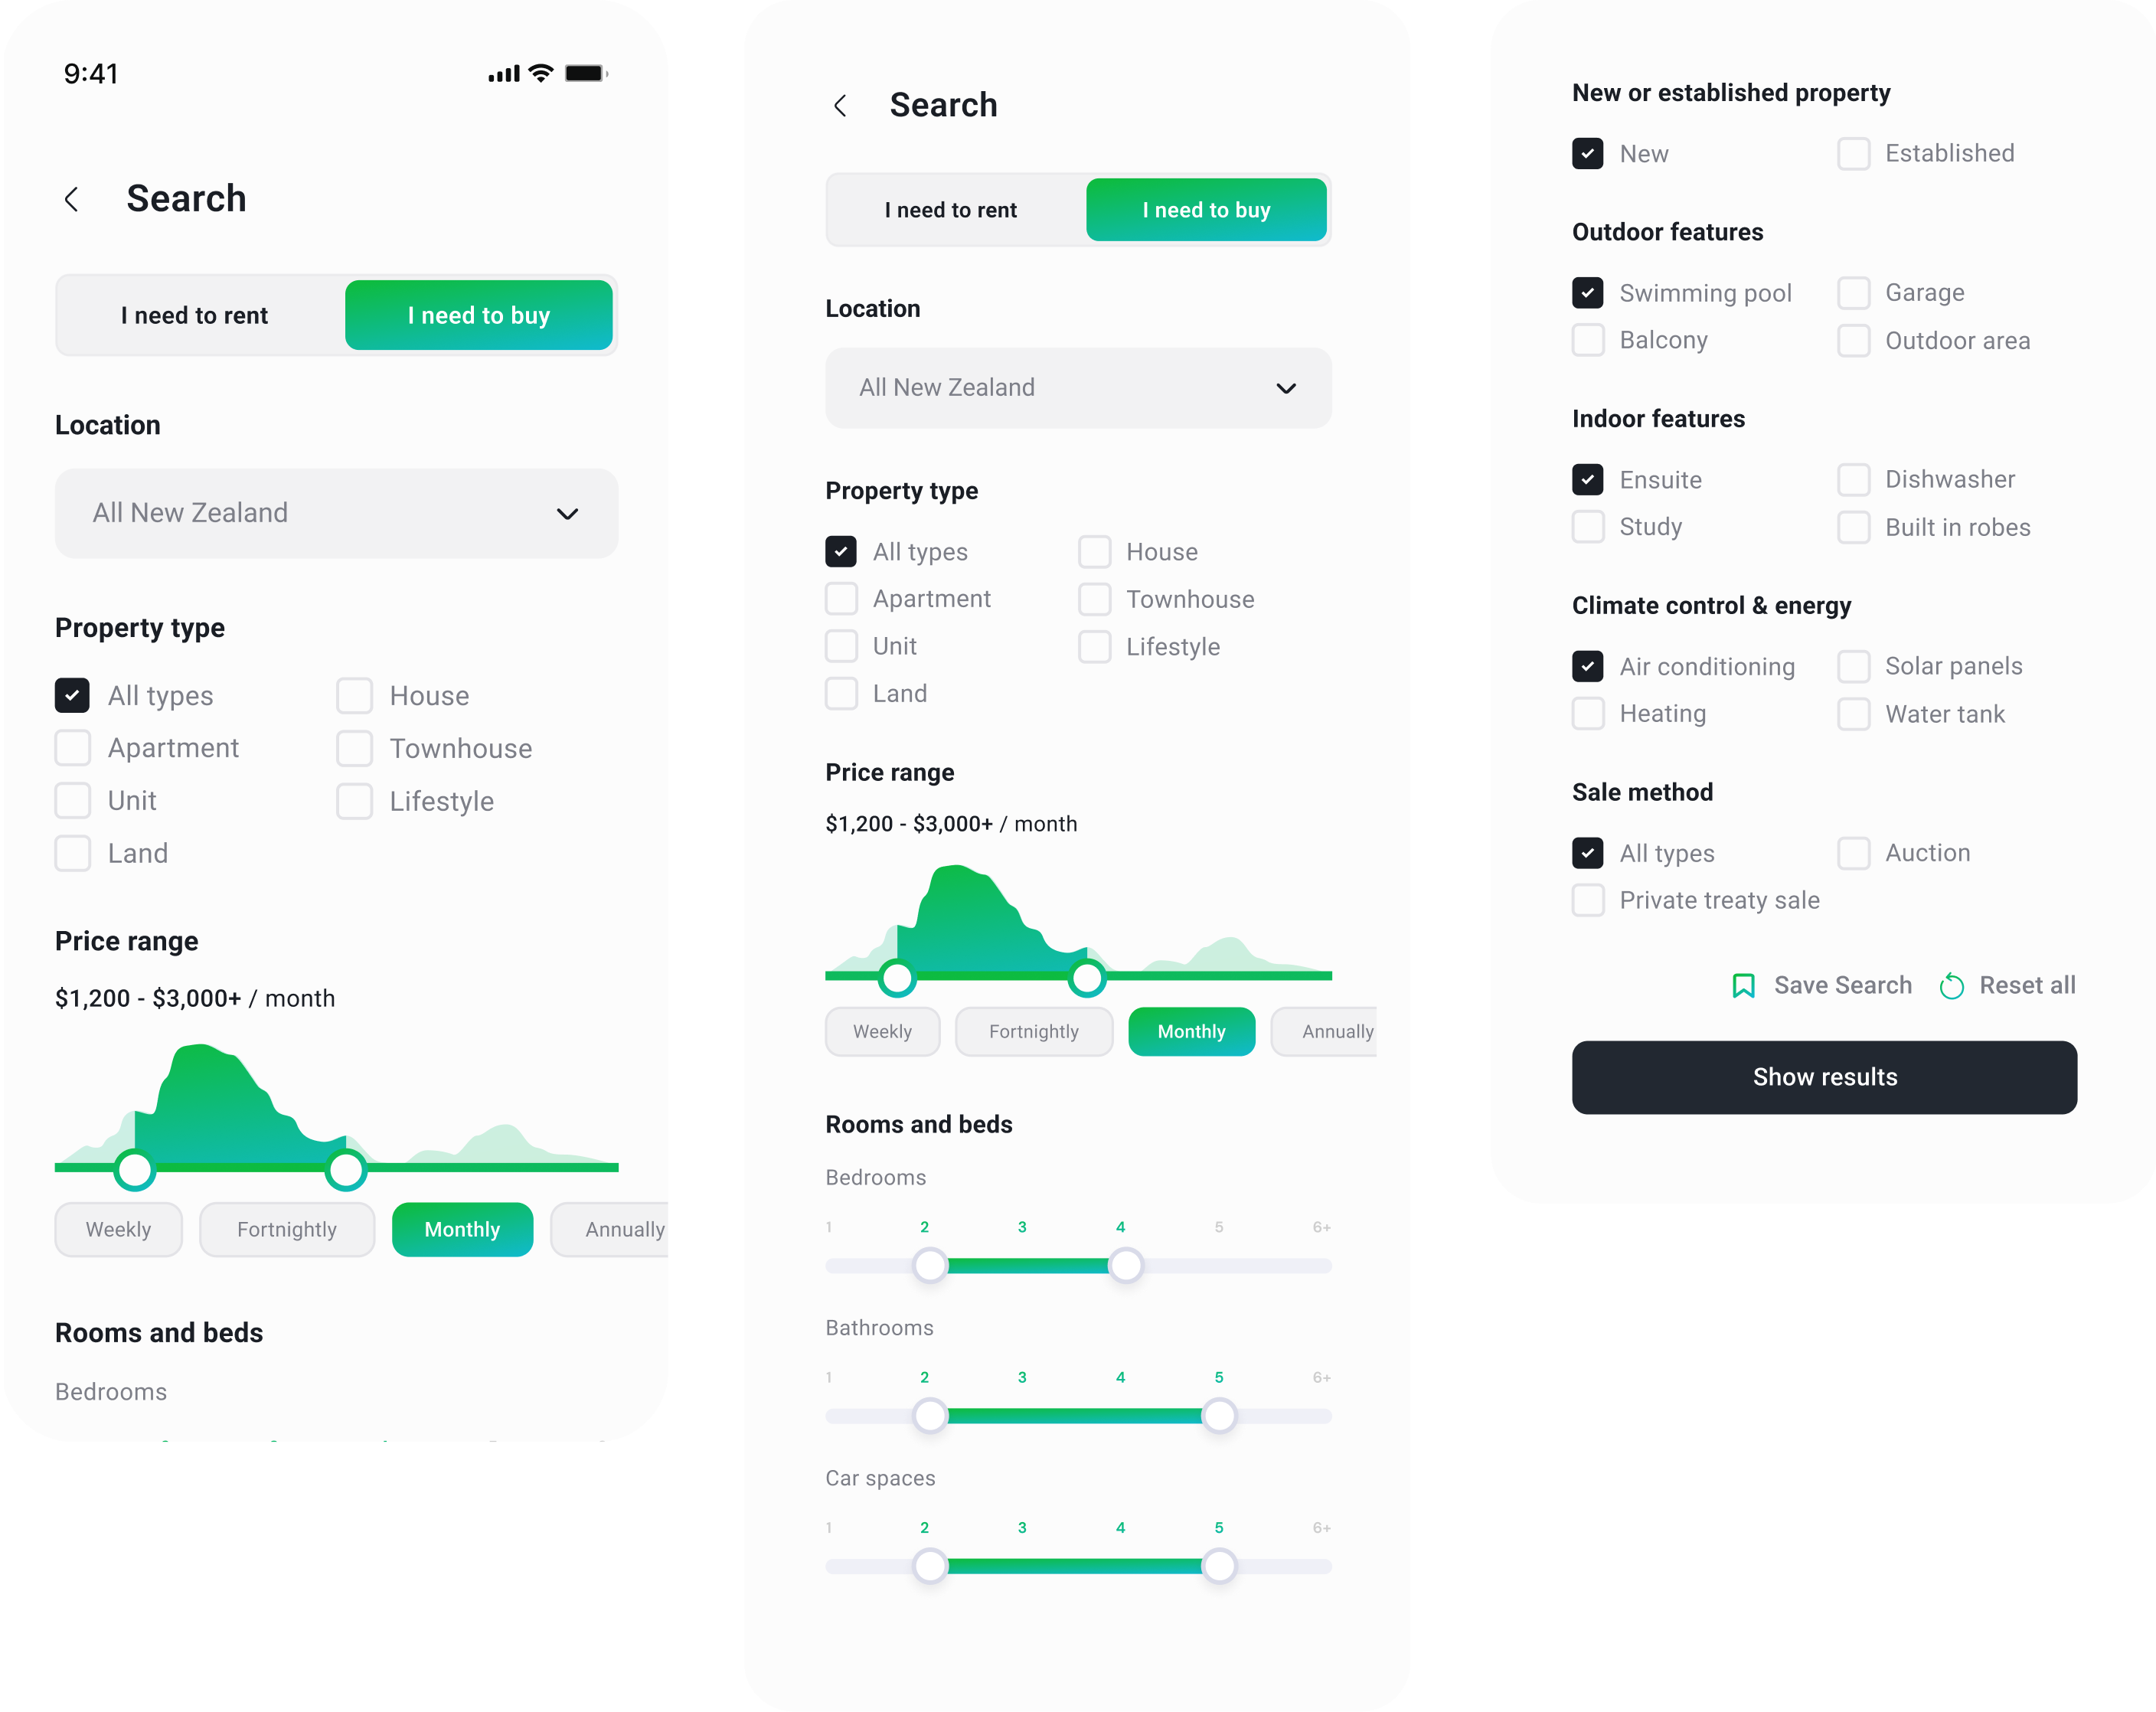 9:41
Search
I need to rent
I need to buy
Location
All New Zealand
Property type
All types
House
Apartment
Townhouse
Unit
Lifestyle
Land
Price range
$1,200 - $3,000+ / month
Weekly
Fortnightly
Monthly
Annually
Rooms and beds
Bedrooms
Search
I need to rent
I need to buy
Location
All New Zealand
Property type
All types
House
Apartment
Townhouse
Unit
Lifestyle
Land
Price range
$1,200 - $3,000+ / month
Weekly
Fortnightly
Monthly
Annually
Rooms and beds
Bedrooms
1 2 3 4 5 6+
Bathrooms
1 2 3 4 5 6+
Car spaces
1 2 3 4 5 6+
New or established property
New
Established
Outdoor features
Swimming pool
Garage
Balcony
Outdoor area
Indoor features
Ensuite
Dishwasher
Study
Built in robes
Climate control & energy
Air conditioning
Solar panels
Heating
Water tank
Sale method
All types
Auction
Private treaty sale
Save Search
Reset all
Show results